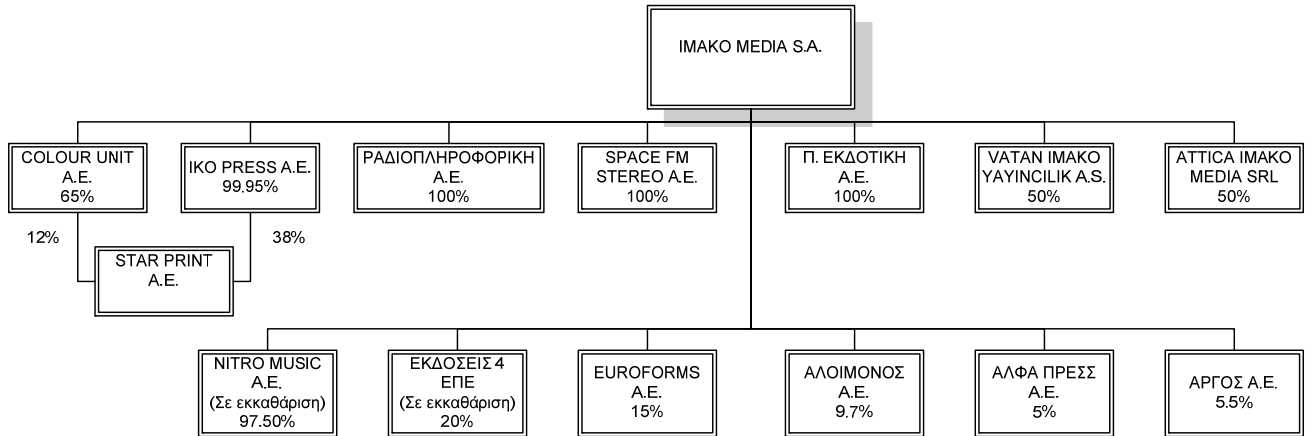 IMAKO MEDIA S.A.
COLOUR UNIT
Α.Ε.
65%
IKO PRESS Α.Ε.
99,95%
ΡΑΔΙΟΠΛΗΡΟΦΟΡΙΚΗ
Α.Ε.
100%
SPACE FM
STEREO Α.Ε.
100%
Π. ΕΚΔΟΤΙΚΗ
Α.Ε.
100%
VATAN IMAKO
YAYINCILIK A.S.
50%
ATTICA IMAKO
MEDIA SRL
50%
12%
38%
STAR PRINT
Α.Ε.
NITRO MUSIC
Α.Ε.
(Σε εκκαθάριση)
97.50%
ΕΚΔΟΣΕΙΣ 4
ΕΠΕ
(Σε εκκαθάριση)
20%
EUROFORMS
Α.Ε.
15%
ΑΛΟΙΜΟΝΟΣ
Α.Ε.
9.7%
ΑΛΦΑ ΠΡΕΣΣ
Α.Ε.
5%
ΑΡΓΟΣ Α.Ε.
5.5%